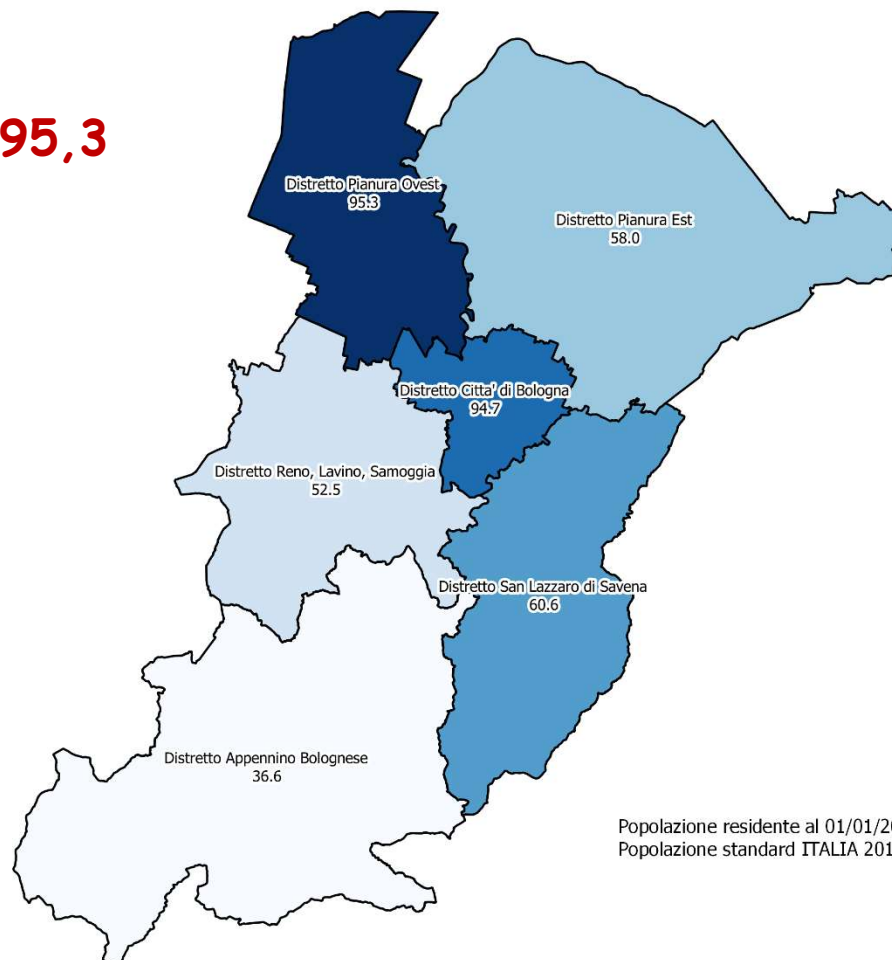 95,3
Distretto Pianura Ovest
95.3
Distretto Pianura Est
58.0
Distretto Citta' di Bologna
94.7
Distretto Reno, Lavino, Samoggia
52.5
Distretto San Lazzaro di Savena
60.6
Distretto Appennino Bolognese
36.6
Popolazione residente al 01/01/20
Popolazione standard ITALIA 201